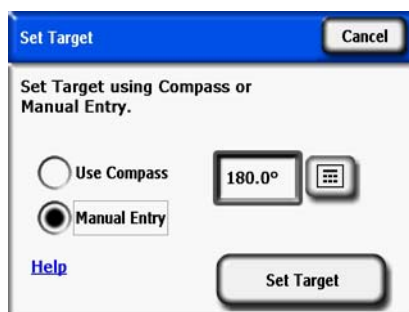 Set Target
Cancel
Set Target using Compass or
Manual Entry.
Use Compass
180.0°
Manual Entry
Help
Set Target